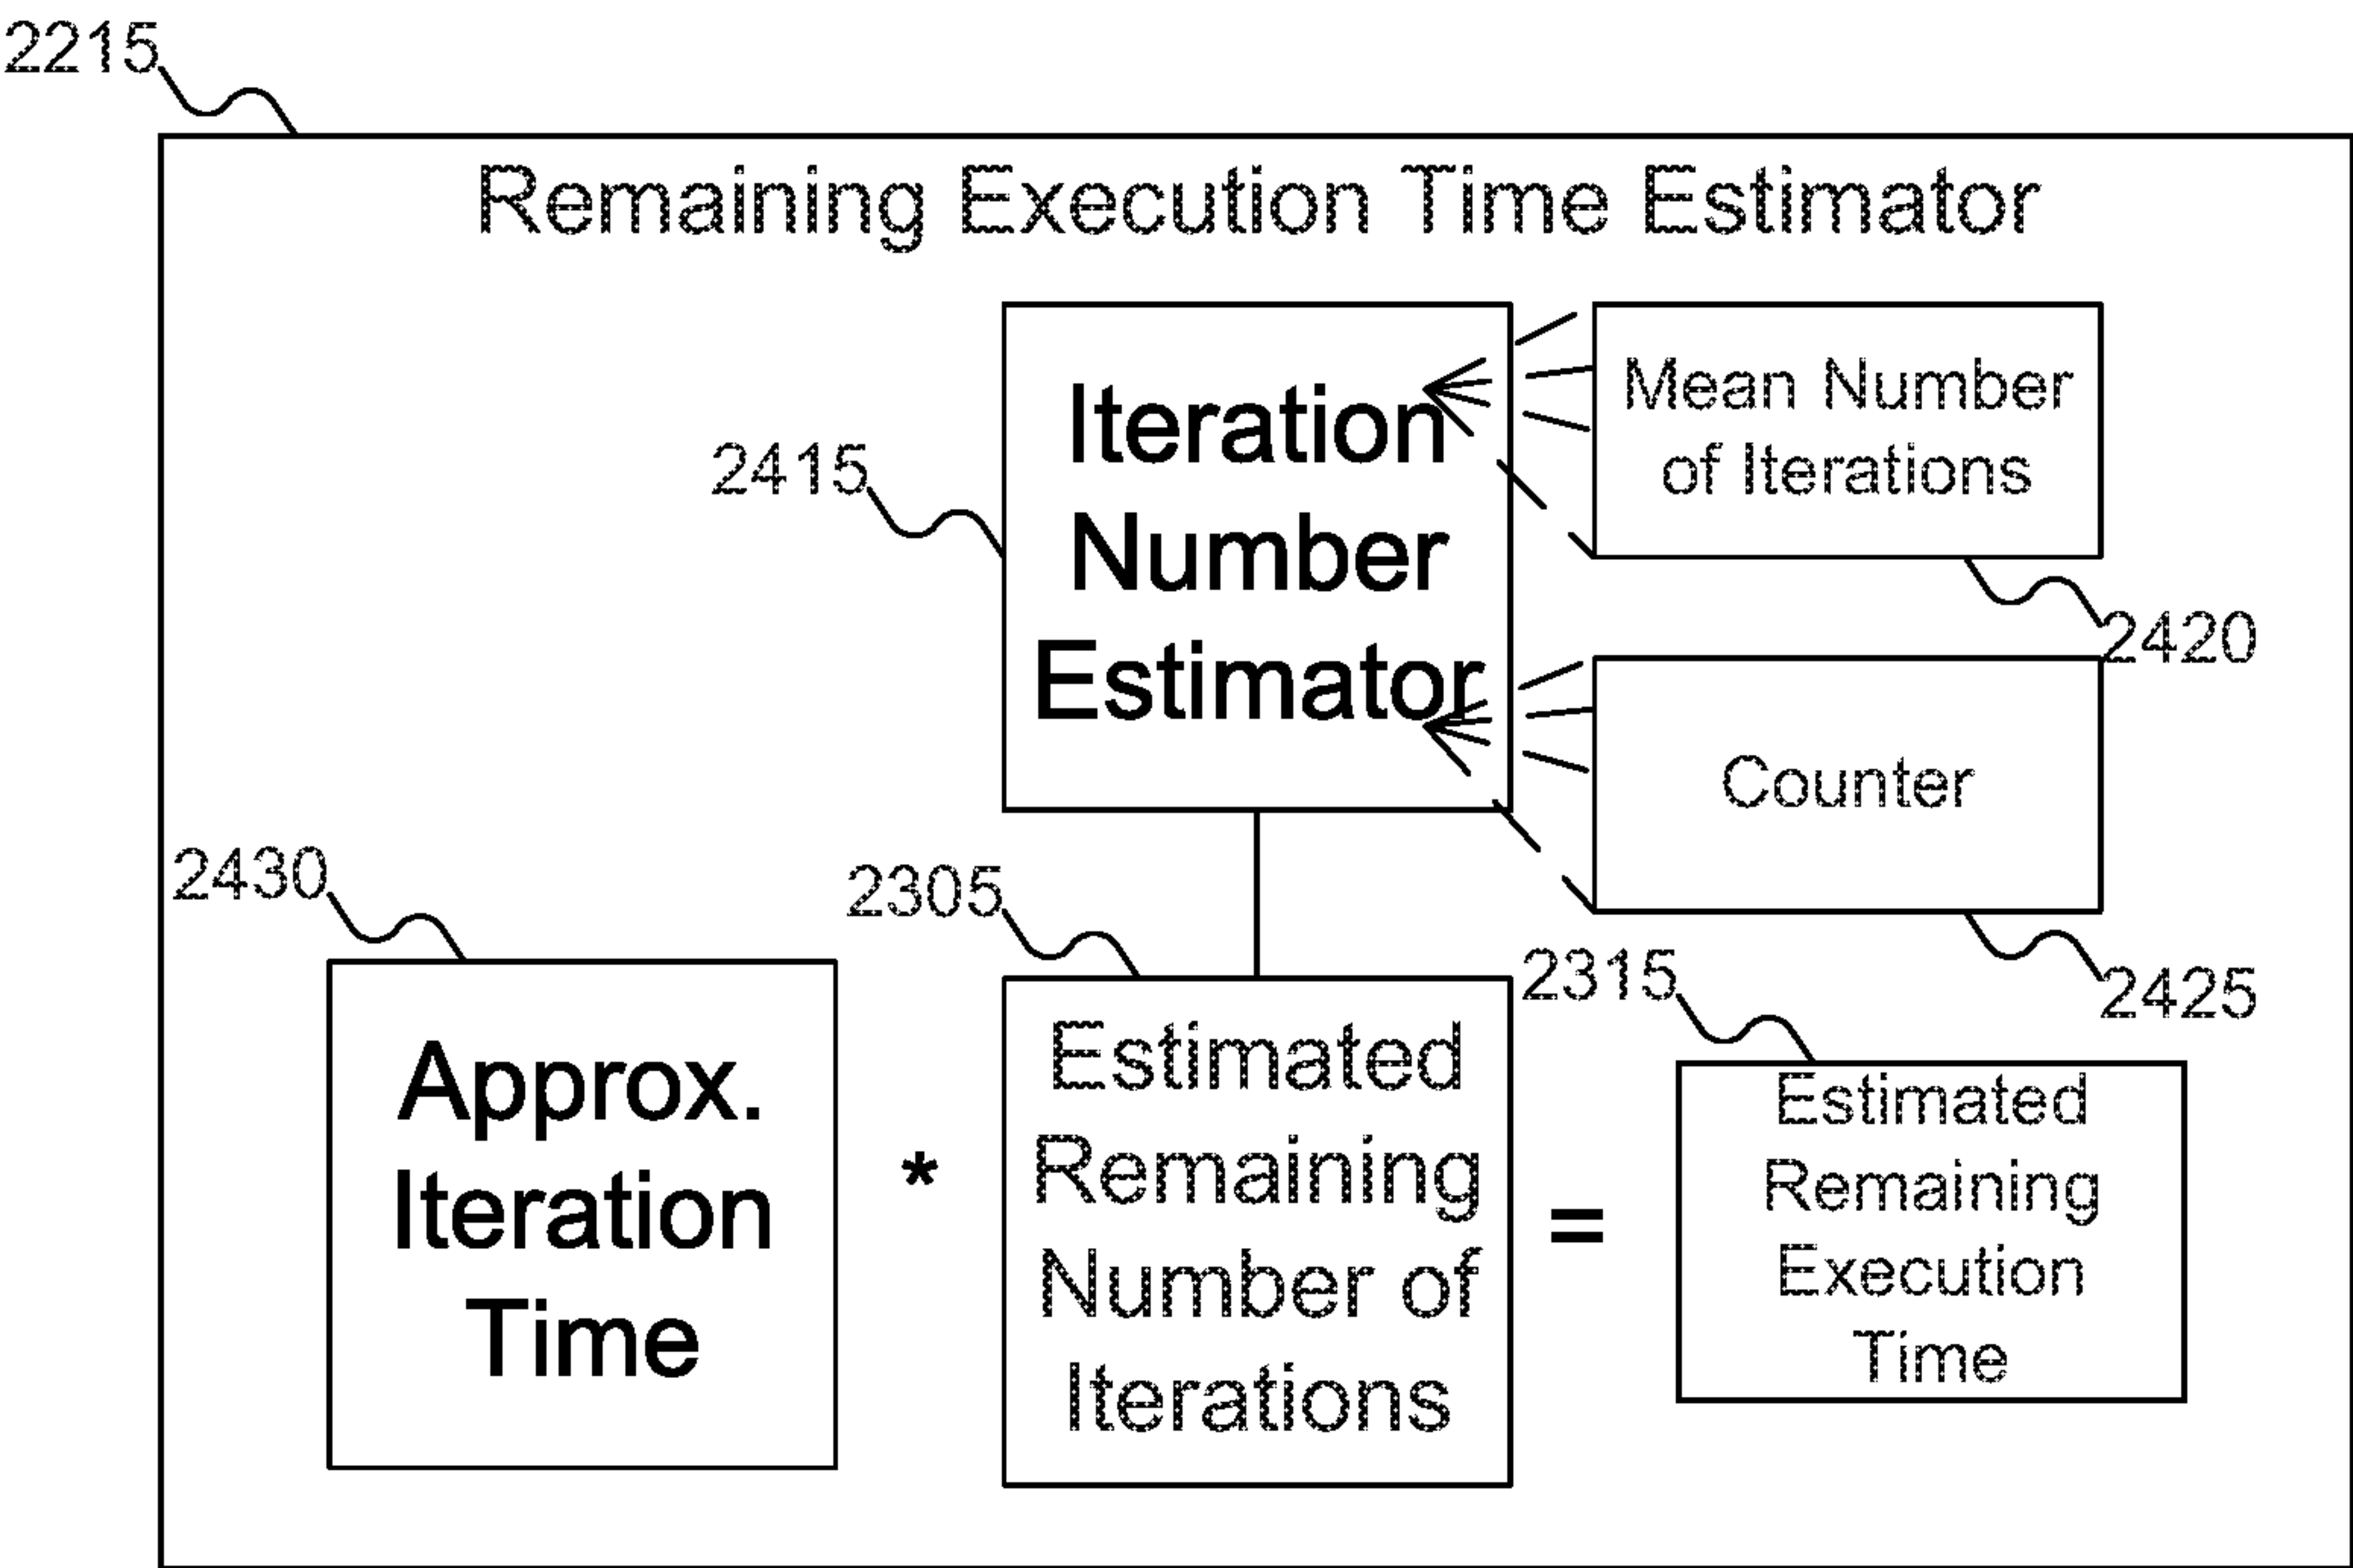 2215
Remaining Execution Time Estimator
2415
Iteration
Number
Estimator
Mean Number
of Iterations
2420
Counter
2425
2430
Approx.
Iteration
Time
*
2305
Estimated
Remaining
Number of
Iterations
=
2315
Estimated
Remaining
Execution
Time